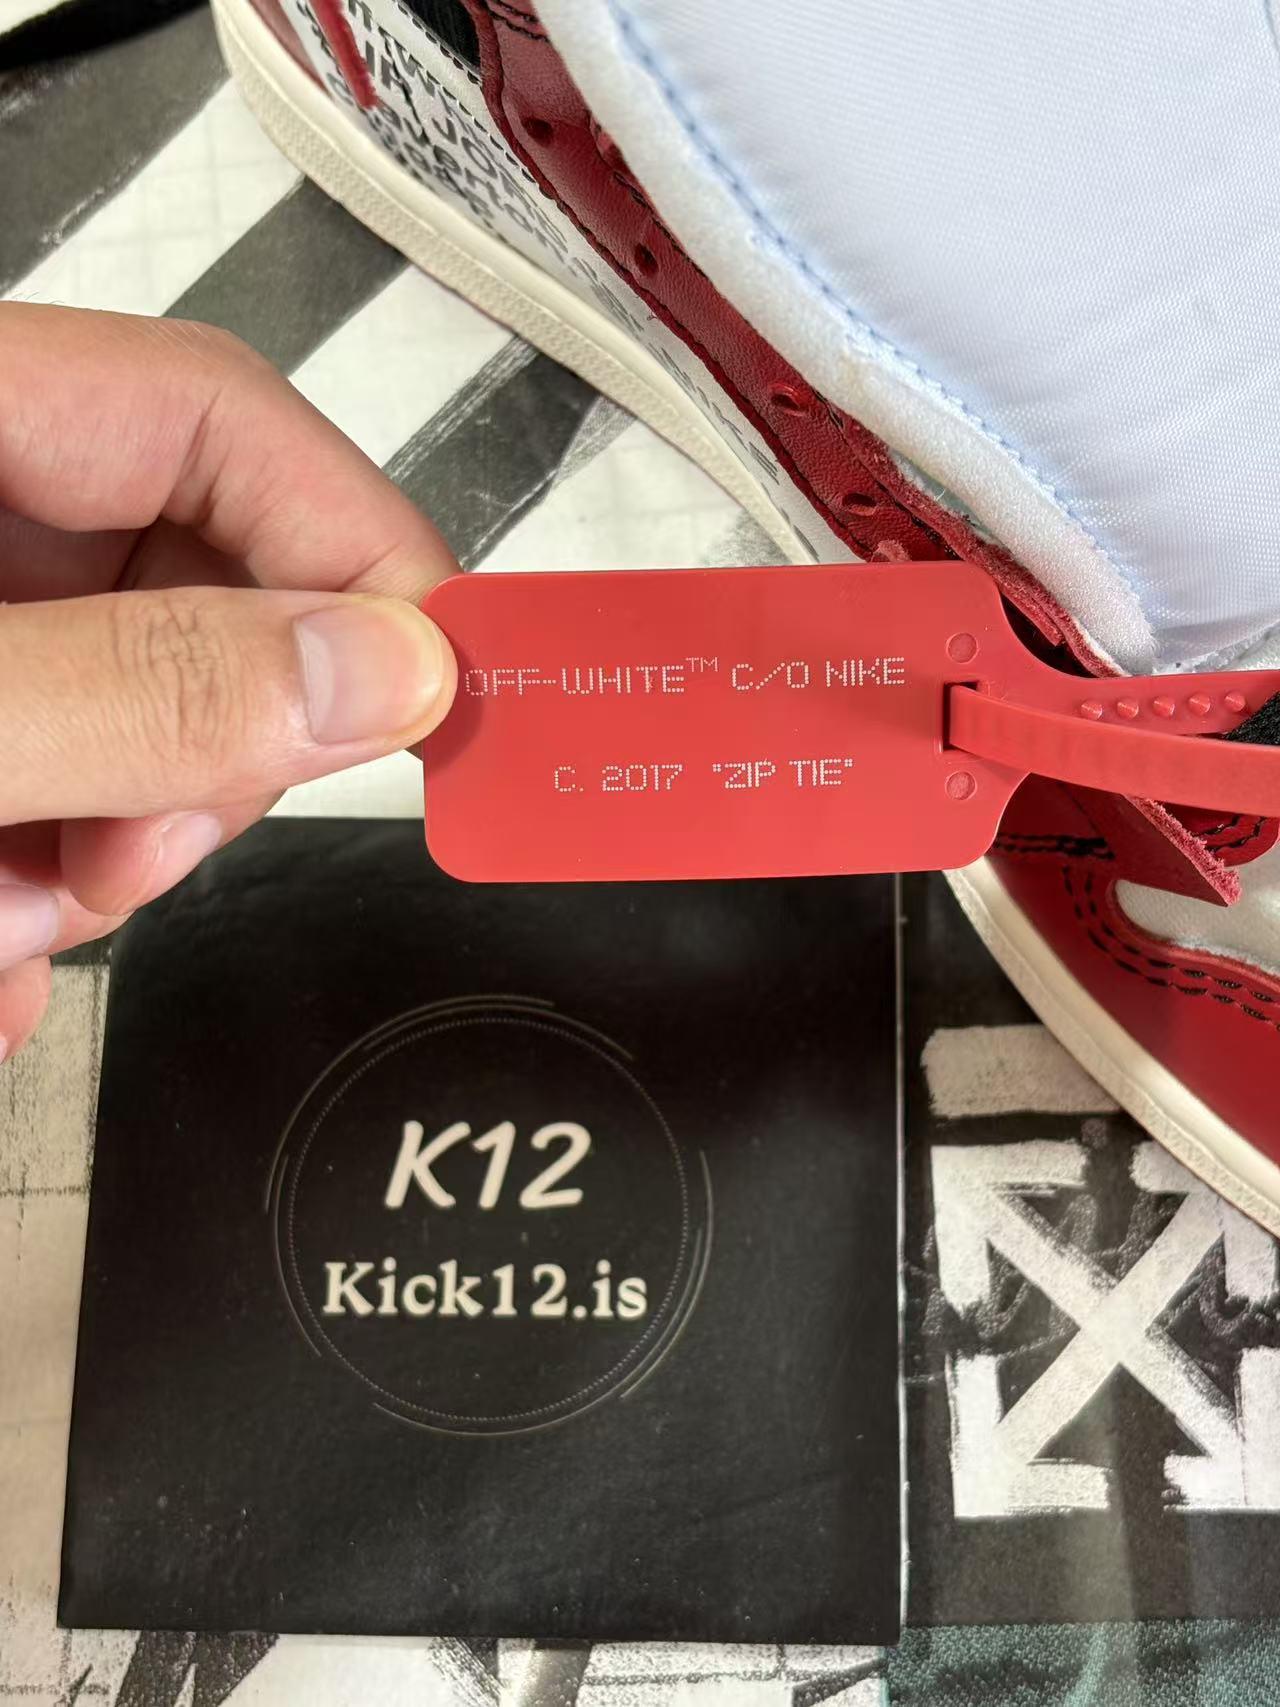 OFF-WHITE™ C/O NIKE
C. 2017 "ZIP TIE"
K12
Kick12.is